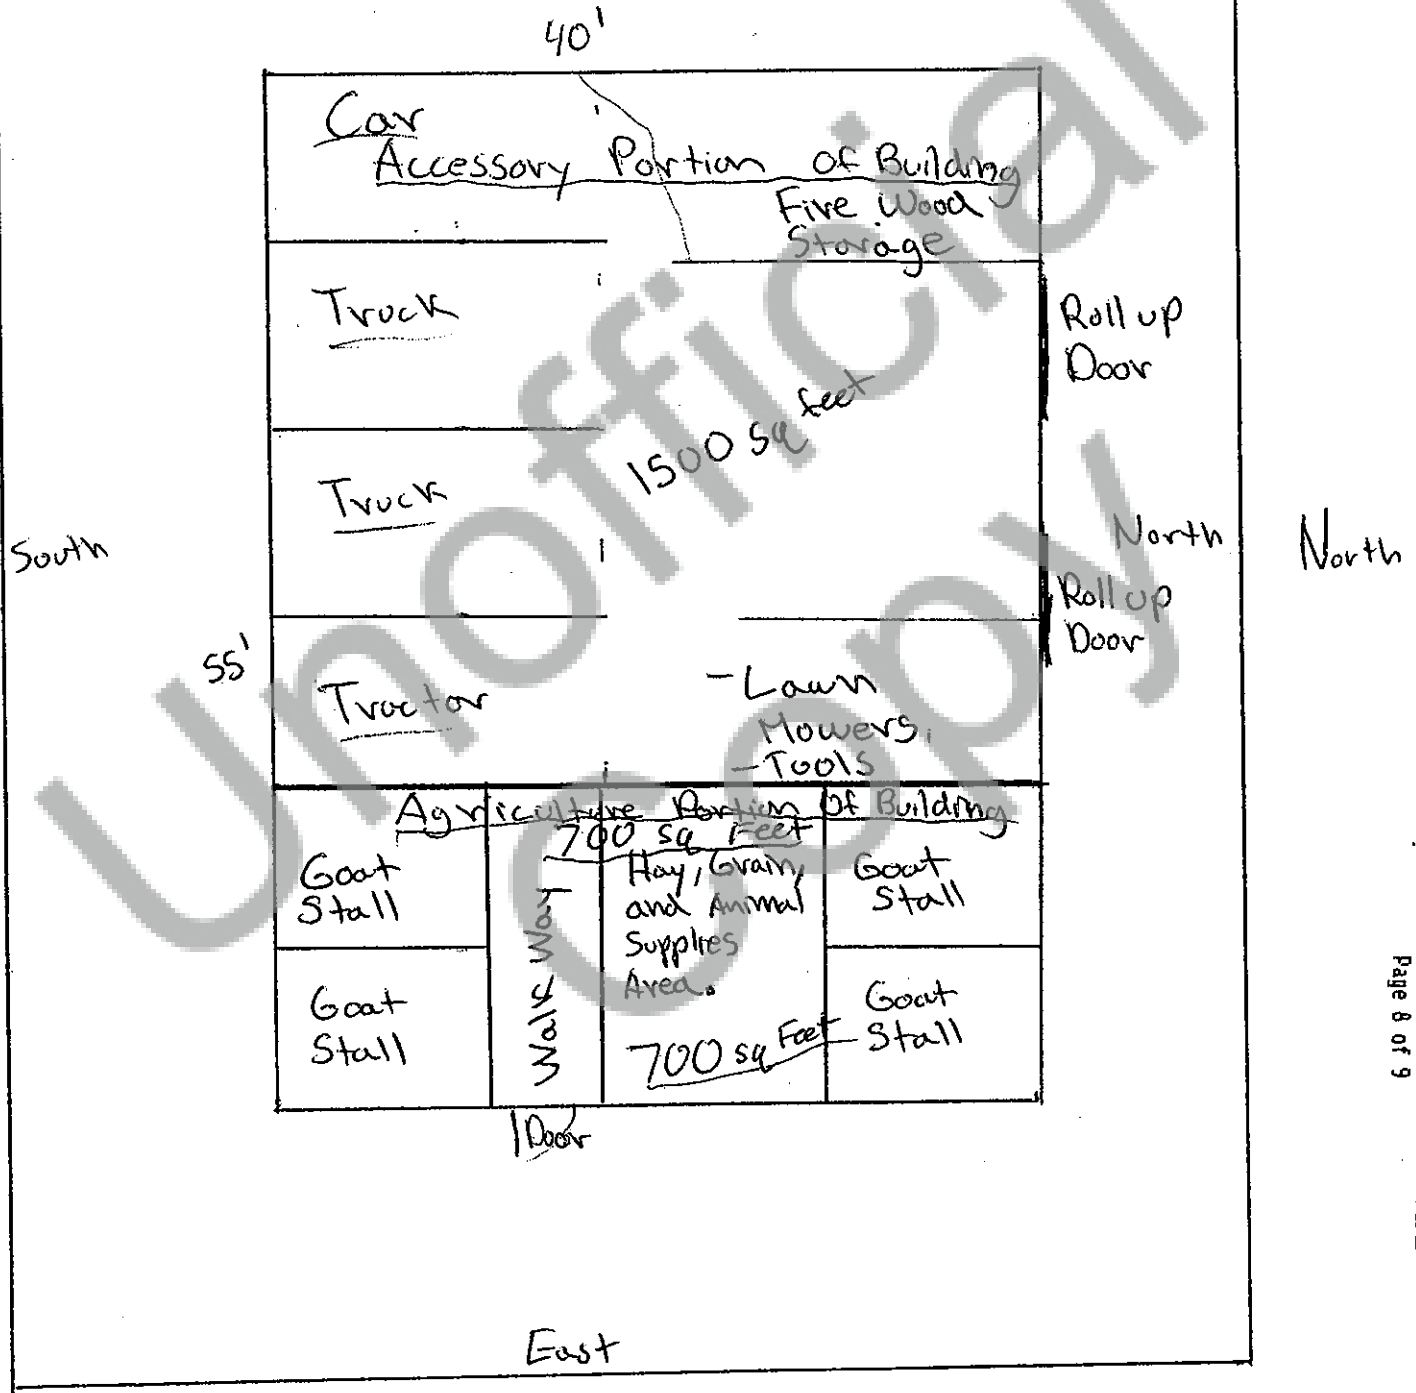 40'
Car
Accessory Portion of Building
Fire Wood
Storage
Truck
Roll up
Door
1500 sq feet
Truck
South
North
North
Roll up
Door
55'
Tractor
- Lawn
Mowers,
- Tools
Agriculture Portion Of Building
700 sq Feet
Goat
Stall
Walk Way
Hay, Grain,
and Animal
Supplies
Area.
Goat
Stall
Goat
Stall
700 sq Feet
Goat
Stall
Door
East
Page 8 of 9
Unofficial
Copy